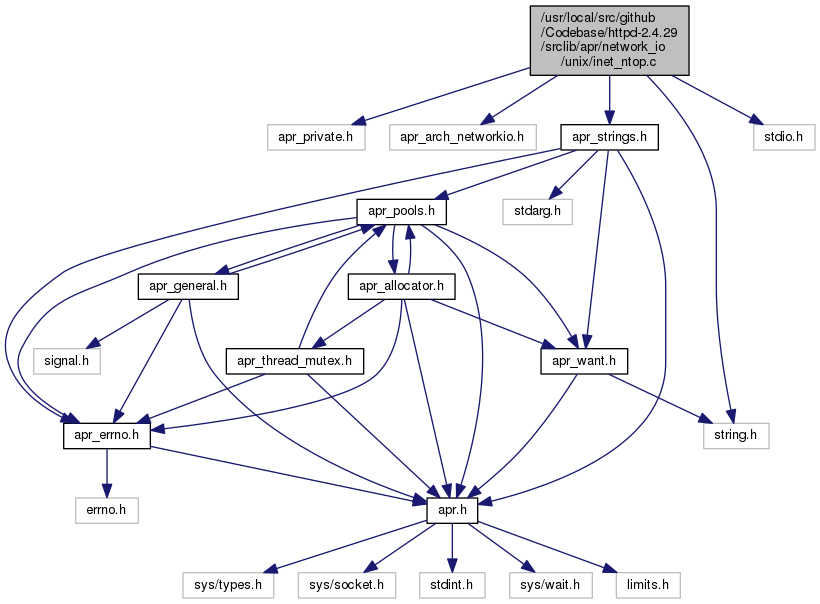 /usr/local/src/github
/Codebase/httpd-2.4.29
/srclib/apr/network_io
/unix/inet_ntop.c
apr_private.h
apr_arch_networkio.h
apr_strings.h
stdio.h
apr_pools.h
stdarg.h
apr_general.h
apr_allocator.h
signal.h
apr_thread_mutex.h
apr_want.h
apr_errno.h
string.h
errno.h
apr.h
sys/types.h
sys/socket.h
stdint.h
sys/wait.h
limits.h